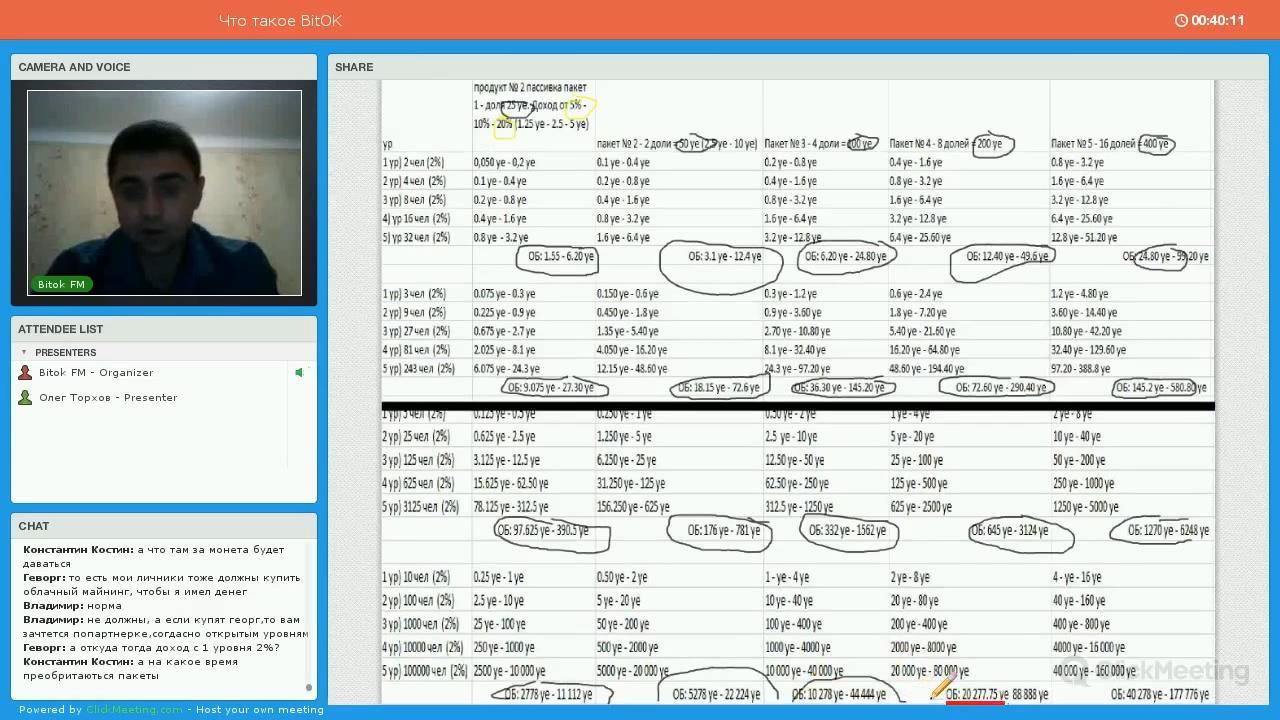 Что такое BitOK
00:40:11
CAMERA AND VOICE
Bitok FM
ATTENDEE LIST
PRESENTERS
Bitok FM - Organizer
Олег Торхов - Presenter
CHAT
Константин Костин: а что там за монета будет
даваться
Геворг: то есть мои личники тоже должны купить
облачный майнинг, чтобы я имел денег
Владимир: норма
Владимир: не должны, а если купят георг,то вам
зачтется попартнерке,согдасно открытым уровням
Геворг: а откуда тогда доход с 1 уровня 2%?
Константин Костин: а на какое время
преобритаються пакеты
SHARE
продукт № 2 пассивка пакет
1 - доля 25 уе. Доход от 5% -
10% - 20% (1.25 уе - 2.5 - 5 уе)
ур пакет № 2 - 2 доли = 50 уе (2.5 уе - 10 уе) Пакет № 3 - 4 доли = 100 уе Пакет № 4 - 8 долей = 200 уе Пакет № 5 - 16 долей = 400 уе
1 ур) 2 чел (2%) 0,050 уе - 0,2 уе 0.1 уе - 0.4 уе 0.2 уе - 0.8 уе 0.4 уе - 1.6 уе 0.8 уе - 3.2 уе
2 ур) 4 чел (2%) 0.1 уе - 0.4 уе 0.2 уе - 0.8 уе 0.4 уе - 1.6 уе 0.8 уе - 3.2 уе 1.6 уе - 6.4 уе
3 ур) 8 чел (2%) 0.2 уе - 0.8 уе 0.4 уе - 1.6 уе 0.8 уе - 3.2 уе 1.6 уе - 6.4 уе 3.2 уе - 12.8 уе
4) ур 16 чел (2%) 0.4 уе - 1.6 уе 0.8 уе - 3.2 уе 1.6 уе - 6.4 уе 3.2 уе - 12.8 уе 6.4 уе - 25.60 уе
5) ур 32 чел (2%) 0.8 уе - 3.2 уе 1.6 уе - 6.4 уе 3.2 уе - 12.8 уе 6.4 уе - 25.60 уе 12.8 уе - 51.20 уе
ОБ: 1.55 - 6.20 уе ОБ: 3.1 уе - 12.4 уе ОБ: 6.20 уе - 24.80 уе ОБ: 12.40 уе - 49.6 уе ОБ: 24.80 уе - 99.20 уе
1 ур) 3 чел (2%) 0.075 уе - 0.3 уе 0.150 уе - 0.6 уе 0.3 уе - 1.2 уе 0.6 уе - 2.4 уе 1.2 уе - 4.80 уе
2 ур) 9 чел (2%) 0.225 уе - 0.9 уе 0.450 уе - 1.8 уе 0.9 уе - 3.60 уе 1.8 уе - 7.20 уе 3.60 уе - 14.40 уе
3 ур) 27 чел (2%) 0.675 уе - 2.7 уе 1.35 уе - 5.40 уе 2.70 уе - 10.80 уе 5.40 уе - 21.60 уе 10.80 уе - 42.20 уе
4 ур) 81 чел (2%) 2.025 уе - 8.1 уе 4.050 уе - 16.20 уе 8.1 уе - 32.40 уе 16.20 уе - 64.80 уе 32.40 уе - 129.60 уе
5 ур) 243 чел (2%) 6.075 уе - 24.3 уе 12.15 уе - 48.60 уе 24.3 уе - 97.20 уе 48.60 уе - 194.40 уе 97.20 - 388.8 уе
ОБ: 9.075 уе - 27.30 уе ОБ: 18.15 уе - 72.6 уе ОБ: 36.30 уе - 145.20 уе ОБ: 72.60 уе - 290.40 уе ОБ: 145.2 уе - 580.80 уе
1 ур) 5 чел (2%) 0.125 уе - 0.5 уе 0.250 уе - 1 уе 0.50 уе - 2 уе 1 уе - 4 уе 2 уе - 8 уе
2 ур) 25 чел (2%) 0.625 уе - 2.5 уе 1.250 уе - 5 уе 2.5 уе - 10 уе 5 уе - 20 уе 10 уе - 40 уе
3 ур) 125 чел (2%) 3.125 уе - 12.5 уе 6.250 уе - 25 уе 12.50 уе - 50 уе 25 уе - 100 уе 50 уе - 200 уе
4 ур) 625 чел (2%) 15.625 уе - 62.50 уе 31.250 уе - 125 уе 62.50 уе - 250 уе 125 уе - 500 уе 250 уе - 1000 уе
5 ур) 3125 чел (2%) 78.125 уе - 312.5 уе 156.250 уе - 625 уе 312.5 уе - 1250 уе 625 уе - 2500 уе 1250 уе - 5000 уе
ОБ: 97.625 уе - 390.5 уе ОБ: 176 уе - 781 уе ОБ: 332 уе - 1562 уе ОБ: 645 уе - 3124 уе ОБ: 1270 уе - 6248 уе
1 ур) 10 чел (2%) 0.25 уе - 1 уе 0.50 уе - 2 уе 1 - уе - 4 уе 2 уе - 8 уе 4 - уе - 16 уе
2 ур) 100 чел (2%) 2.5 уе - 10 уе 5 уе - 20 уе 10 уе - 40 уе 20 уе - 80 уе 40 уе - 160 уе
3 ур) 1000 чел (2%) 25 уе - 100 уе 50 уе - 200 уе 100 уе - 400 уе 200 уе - 400 уе 400 уе - 800 уе
4 ур) 10000 чел (2%) 250 уе - 1000 уе 500 уе - 2000 уе 1000 уе - 4000 уе 2000 уе - 8000 уе 4000 уе - 16 000 уе
5 ур) 100000 чел (2%) 2500 уе - 10 000 уе 5000 уе - 20 000 уе 10 000 уе - 40 000 уе 20 000 уе - 80 000 уе 40 000 уе - 160 000 уе
ОБ: 2778 уе - 11 112 уе ОБ: 5278 уе - 22 224 уе ОБ: 10 278 уе - 44 444 уе ОБ: 20 277.75 уе 88 888 уе ОБ: 40 278 уе - 177 776 уе
ClickMeeting
Powered by ClickMeeting.com - Host your own meeting